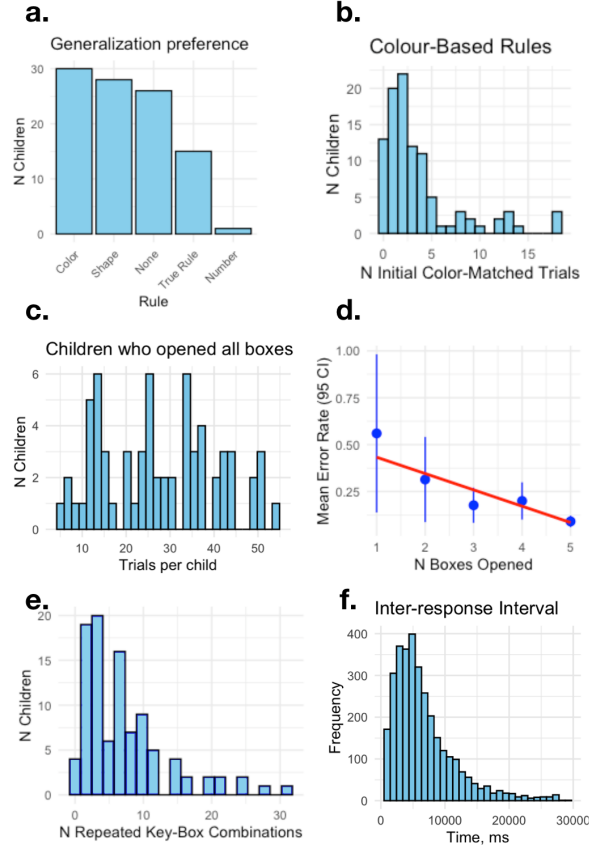 a.
Generalization preference
N Children
30
20
10
0
Color
Shape
None
True Rule
Number
Rule
b.
Colour-Based Rules
N Children
20
15
10
5
0
0 5 10 15
N Initial Color-Matched Trials
c.
Children who opened all boxes
N Children
6
4
2
0
10 20 30 40 50
Trials per child
d.
Mean Error Rate (95 CI)
1.00
0.75
0.50
0.25
1 2 3 4 5
N Boxes Opened
e.
N Children
20
15
10
5
0
0 10 20 30
N Repeated Key-Box Combinations
f.
Inter-response Interval
Frequency
400
300
200
100
0
0 10000 20000 30000
Time, ms